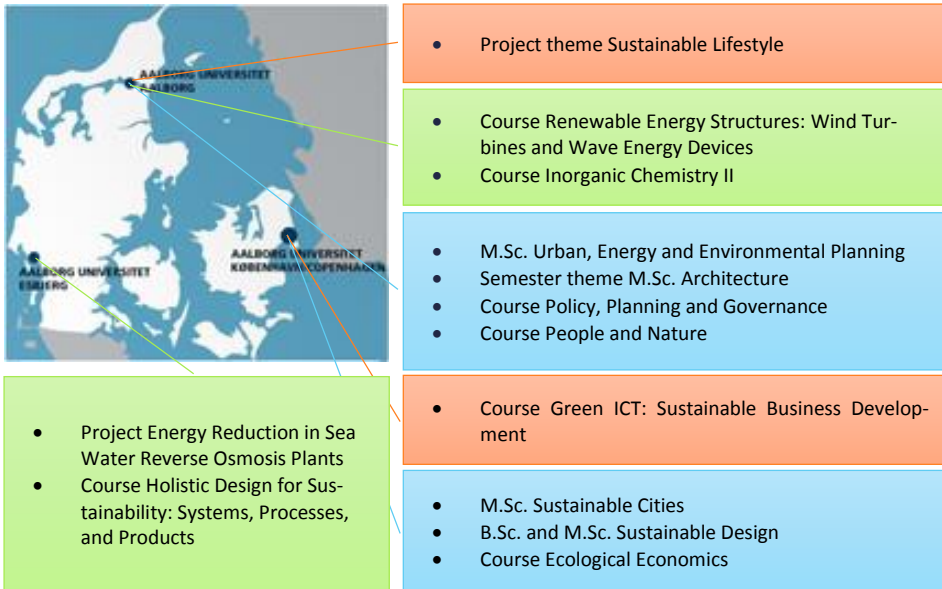 AALBORG UNIVERSITET
AALBORG
AALBORG UNIVERSITET
KØBENHAVN/COPENHAGEN
AALBORG UNIVERSITET
ESBJERG
• Project theme Sustainable Lifestyle
• Course Renewable Energy Structures: Wind Tur-
bines and Wave Energy Devices
• Course Inorganic Chemistry II
• M.Sc. Urban, Energy and Environmental Planning
• Semester theme M.Sc. Architecture
• Course Policy, Planning and Governance
• Course People and Nature
• Course Green ICT: Sustainable Business Develop-
ment
• Project Energy Reduction in Sea
Water Reverse Osmosis Plants
• Course Holistic Design for Sus-
tainability: Systems, Processes,
and Products
• M.Sc. Sustainable Cities
• B.Sc. and M.Sc. Sustainable Design
• Course Ecological Economics